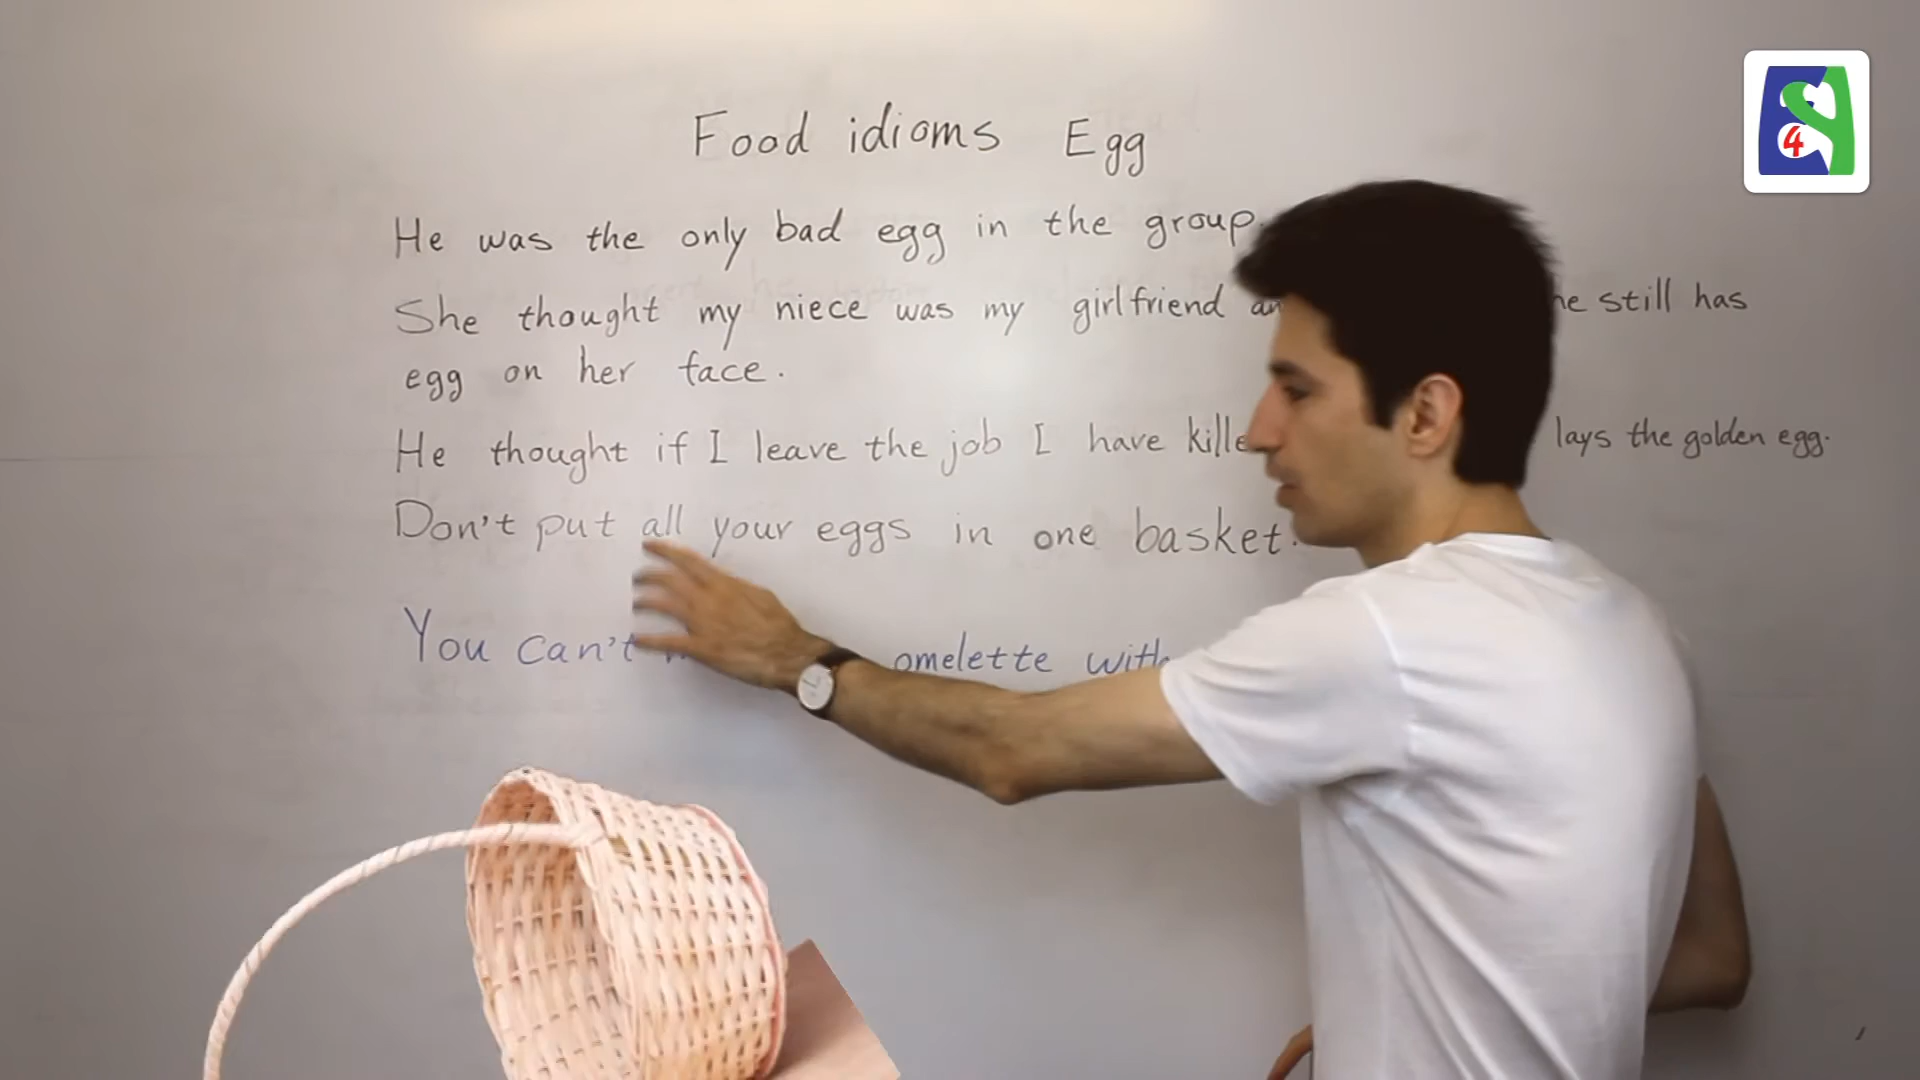 4
Food idioms Egg
He was the only bad egg in the group.
She thought my niece was my girlfriend still has
egg on her face.
He thought if I leave the job I have lays the golden egg.
Don't put all your eggs in one basket.
You can't omelette